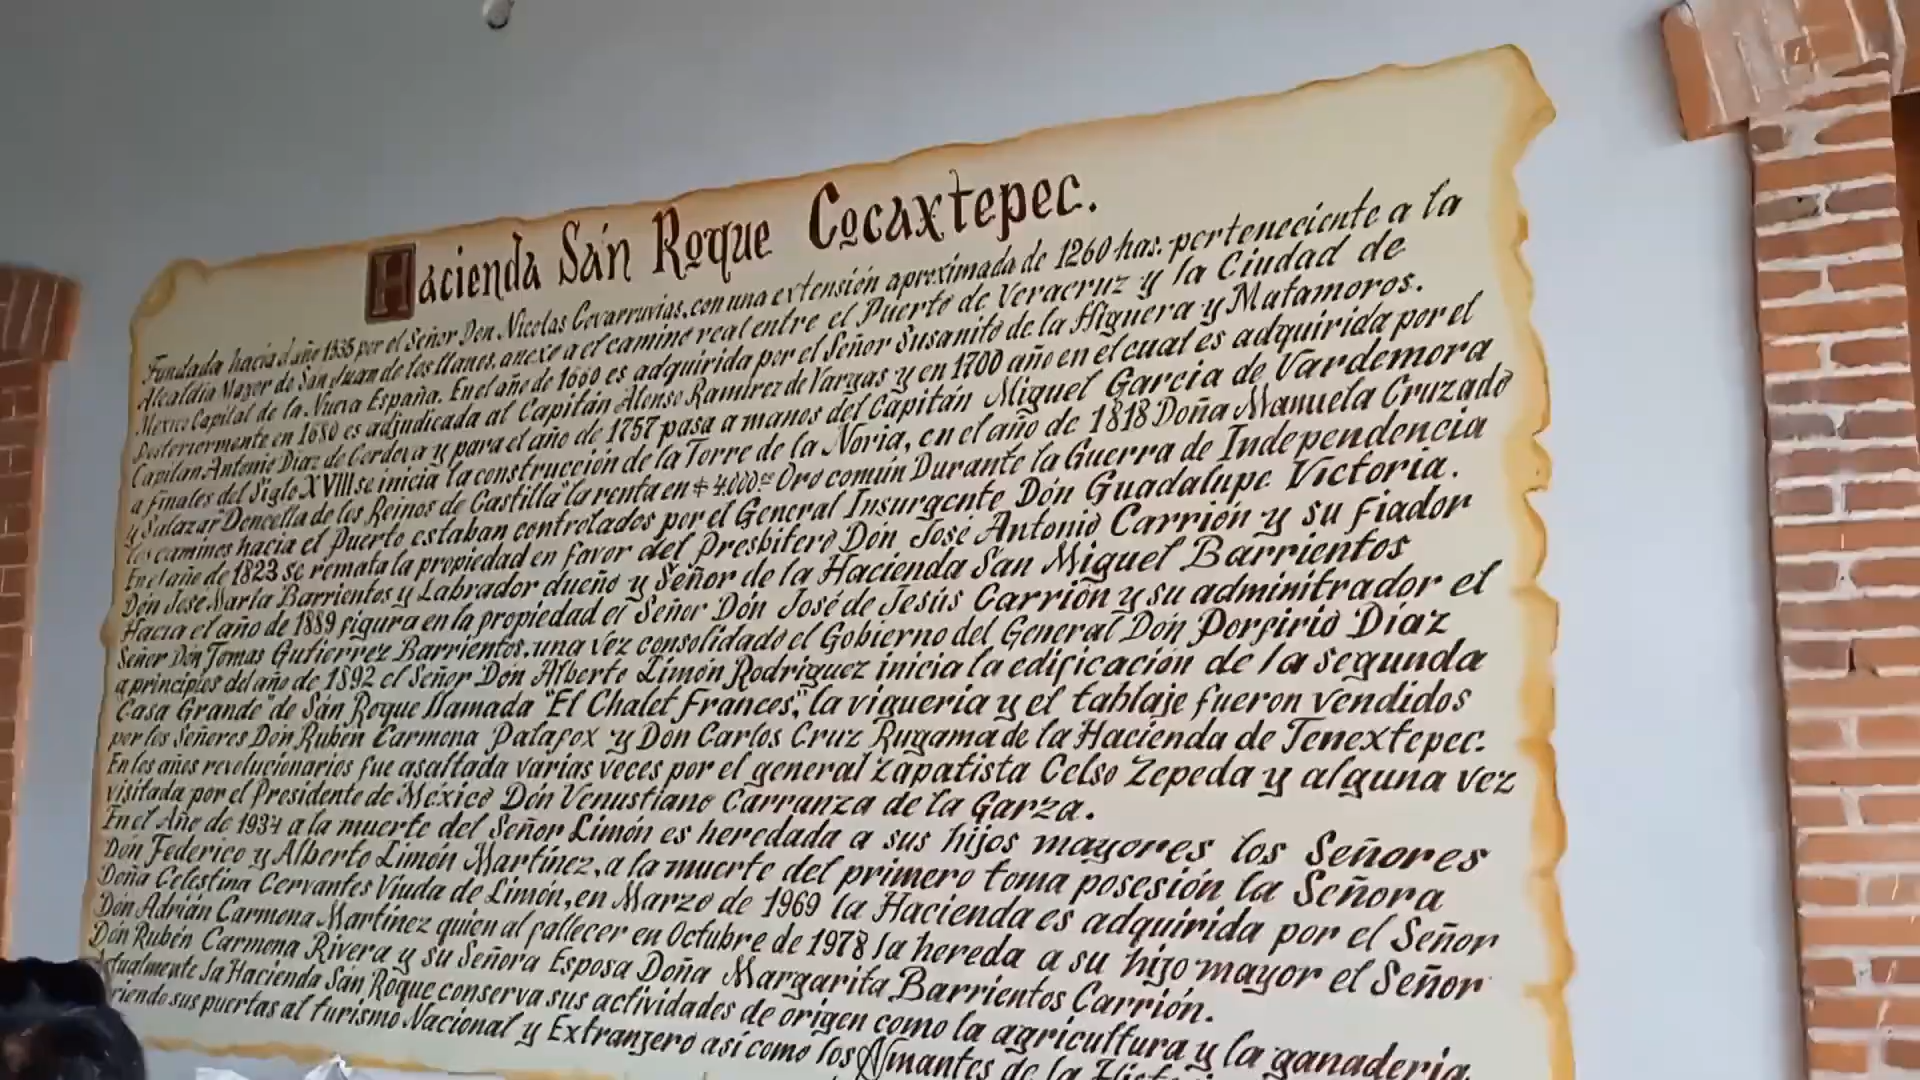 Hacienda San Roque Cocaxtepec.
Fundada hacia el año 1535 por el Señor Don Nicolas Covarruvias, con una extensión aproximada de 1260 has. perteneciente a la
Alcaldía Mayor de San Juan de los llanos, anexo a el camino real entre el Puerto de Veracruz y la Ciudad de
Mexico Capital de la Nueva España. En el año de 1660 es adquirida por el Señor Susanito de la Higuera y Matamoros.
Posteriormente en 1680 es adjudicada al Capitán Alonso Ramirez de Vargas y en 1700 año en el cual es adquirida por el
Capitan Antonio Diaz de Cordova y para el año de 1757 pasa a manos del Capitán Miguel Garcia de Vardemora
a finales del Siglo XVIII se inicia la construcción de la Torre de la Noria, en el año de 1818 Doña Manuela Cruzado
y Salazar "Doncella de los Reinos de Castilla" la renta en $ 4.000 Oro común Durante la Guerra de Independencia
los caminos hacia el Puerto estaban controlados por el General Insurgente Don Guadalupe Victoria.
En el año de 1823 se remata la propiedad en favor del Presbitero Don José Antonio Carrión y su fiador
Don José María Barrientos y Labrador dueño y Señor de la Hacienda San Miguel Barrientos
Hacia el año de 1889 figura en la propiedad el Señor Don José de Jesús Carrión y su adminitrador el
Señor Don Tomas Gutierrez Barrientos, una vez consolidado el Gobierno del General Don Porfirio Díaz
a principios del año de 1892 el Señor Don Alberto Limón Rodriguez inicia la edificación de la segunda
"Casa Grande" de San Roque llamada "El Chalet Frances", la vigueria y el tablaje fueron vendidos
por los Señores Don Rubén Carmona Palafox y Don Carlos Cruz Rugama de la Hacienda de Tenextepec.
En los años revolucionarios fue asaltada varias veces por el general zapatista Celso Zepeda y alguna vez
visitada por el Presidente de México Don Venustiano Carranza de la Garza.
En el Año de 1934 a la muerte del Señor Limón es heredada a sus hijos mayores los Señores
Don Federico y Alberto Limón Martínez, a la muerte del primero toma posesión la Señora
Doña Celestina Cervantes Viuda de Limón, en Marzo de 1969 la Hacienda es adquirida por el Señor
Don Adrián Carmona Martínez quien al fallecer en Octubre de 1978 la hereda a su hijo mayor el Señor
Don Rubén Carmona Rivera y su Señora Esposa Doña Margarita Barrientos Carrión.
Actualmente la Hacienda San Roque conserva sus actividades de origen como la agricultura y la ganaderia
sus puertas al turismo Nacional y Extranjero así como los Amantes de la